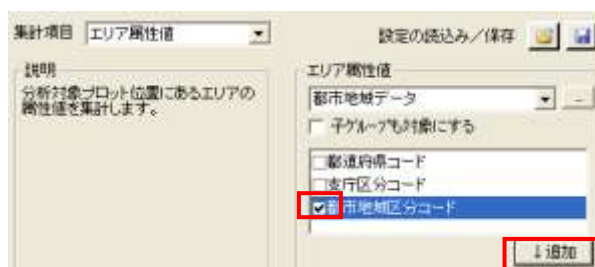 集計項目 エリア属性値 設定の読込み／保存
説明
分析対象プロット位置にあるエリアの
属性値を集計します。
エリア属性値
都市地域データ
子グループも対象にする
都道府県コード
支庁区分コード
都市地域区分コード
↓追加